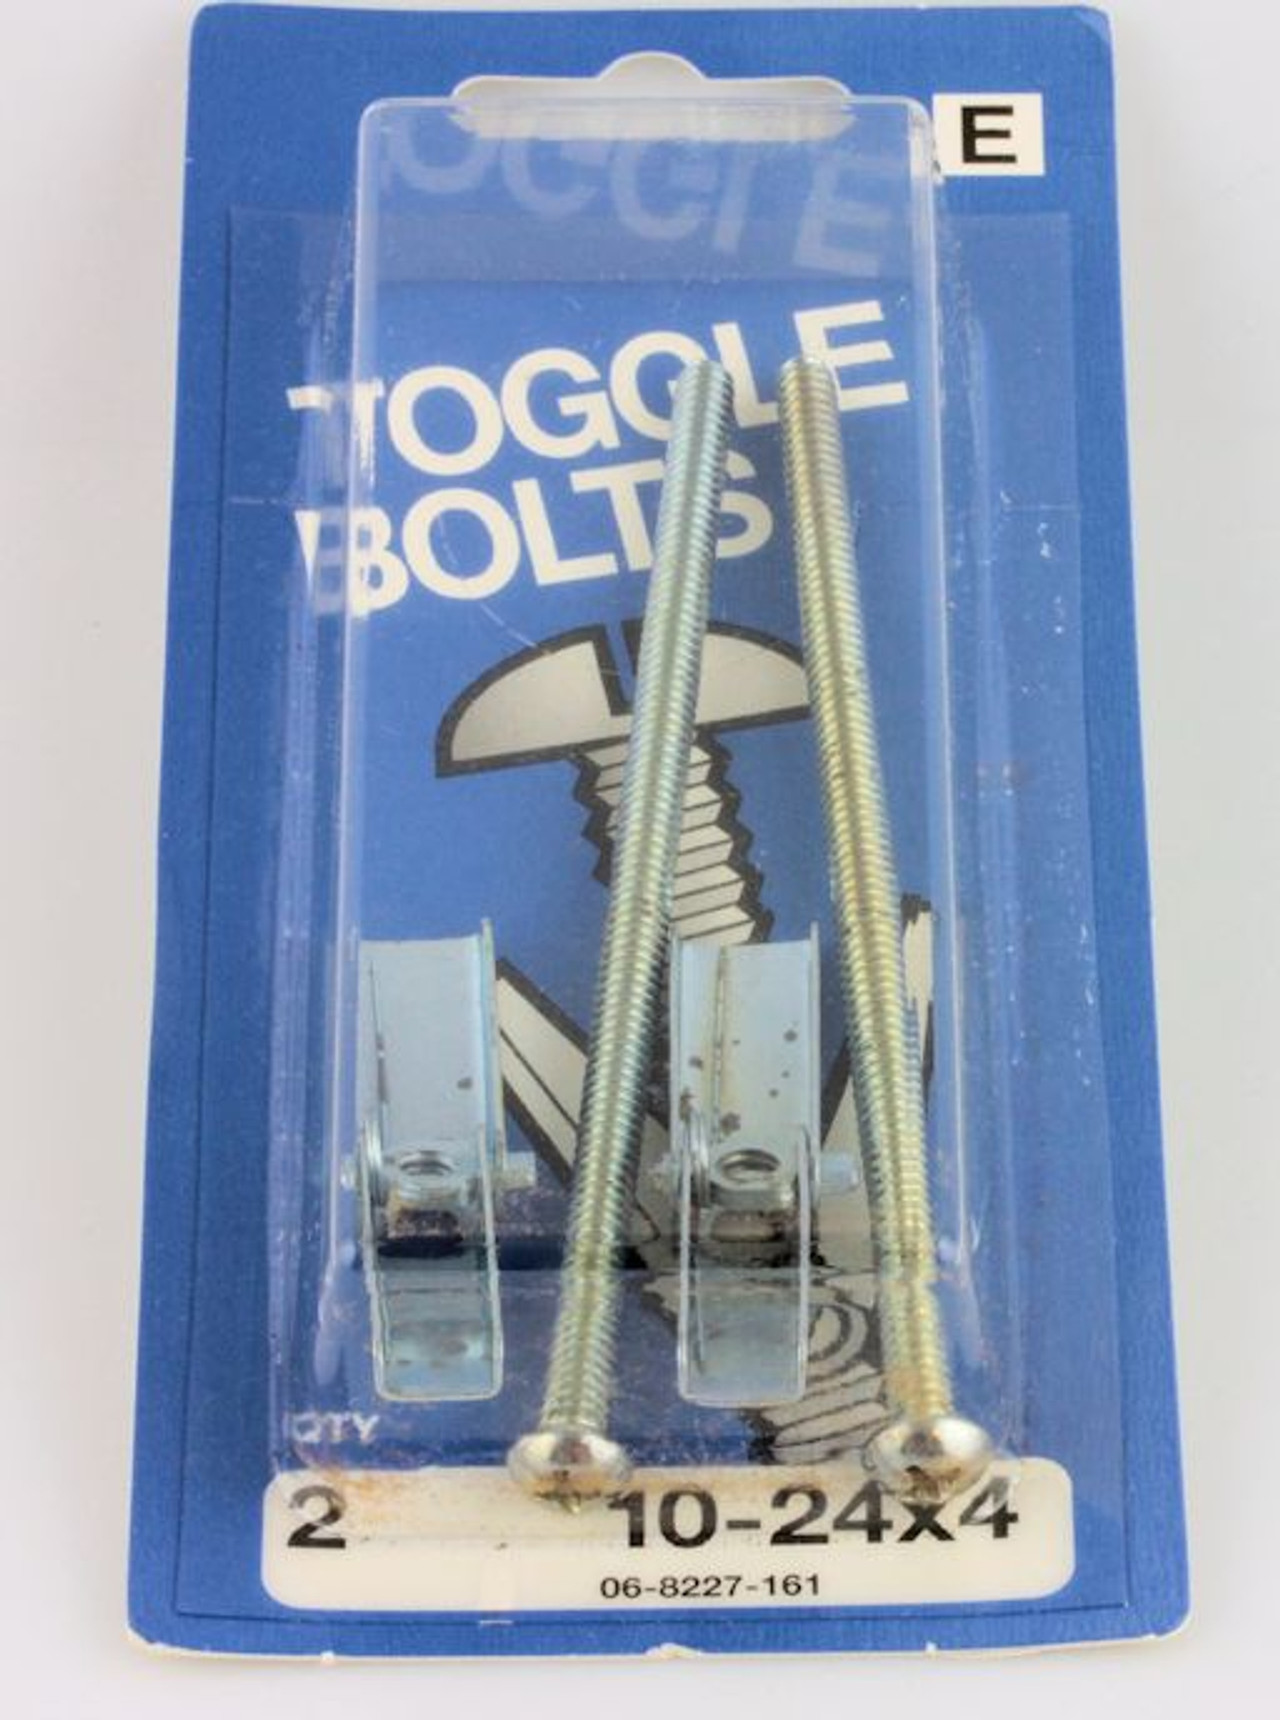 E
TOGGLE
BOLTS
QTY
2 10-24x4
06-8227-161